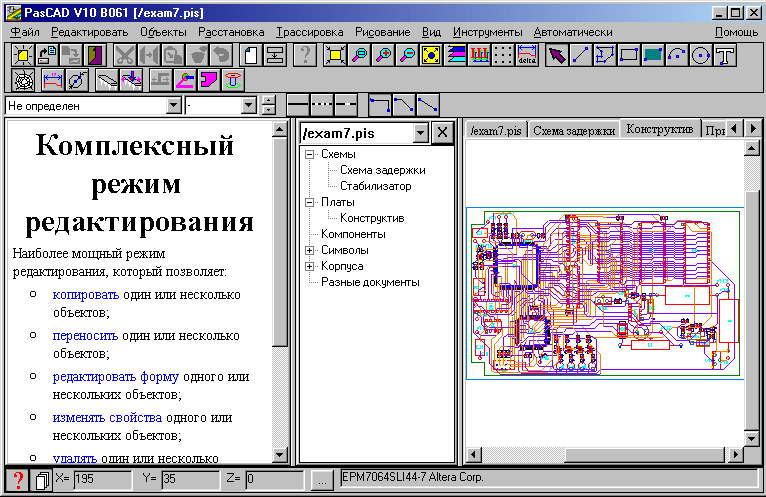 PasCAD V10 B061 [/exam7.pis]
Файл Редактировать Объекты Расстановка Трассировка Рисование Вид Инструменты Автоматически Помощь
delta
Не определен
-
Комплексный
режим
редактирования
Наиболее мощный режим
редактирования, который позволяет:
копировать один или несколько
объектов;
переносить один или несколько
объектов;
редактировать форму одного или
нескольких объектов;
изменять свойства одного или
нескольких объектов;
удалять один или несколько
/exam7.pis
Схемы
Схема задержки
Стабилизатор
Платы
Конструктив
Компоненты
Символы
Корпуса
Разные документы
/exam7.pis Схема задержки Конструктив
X= 195 Y= 35 Z= 0 ... EPM7064SLI44-7 Altera Corp.